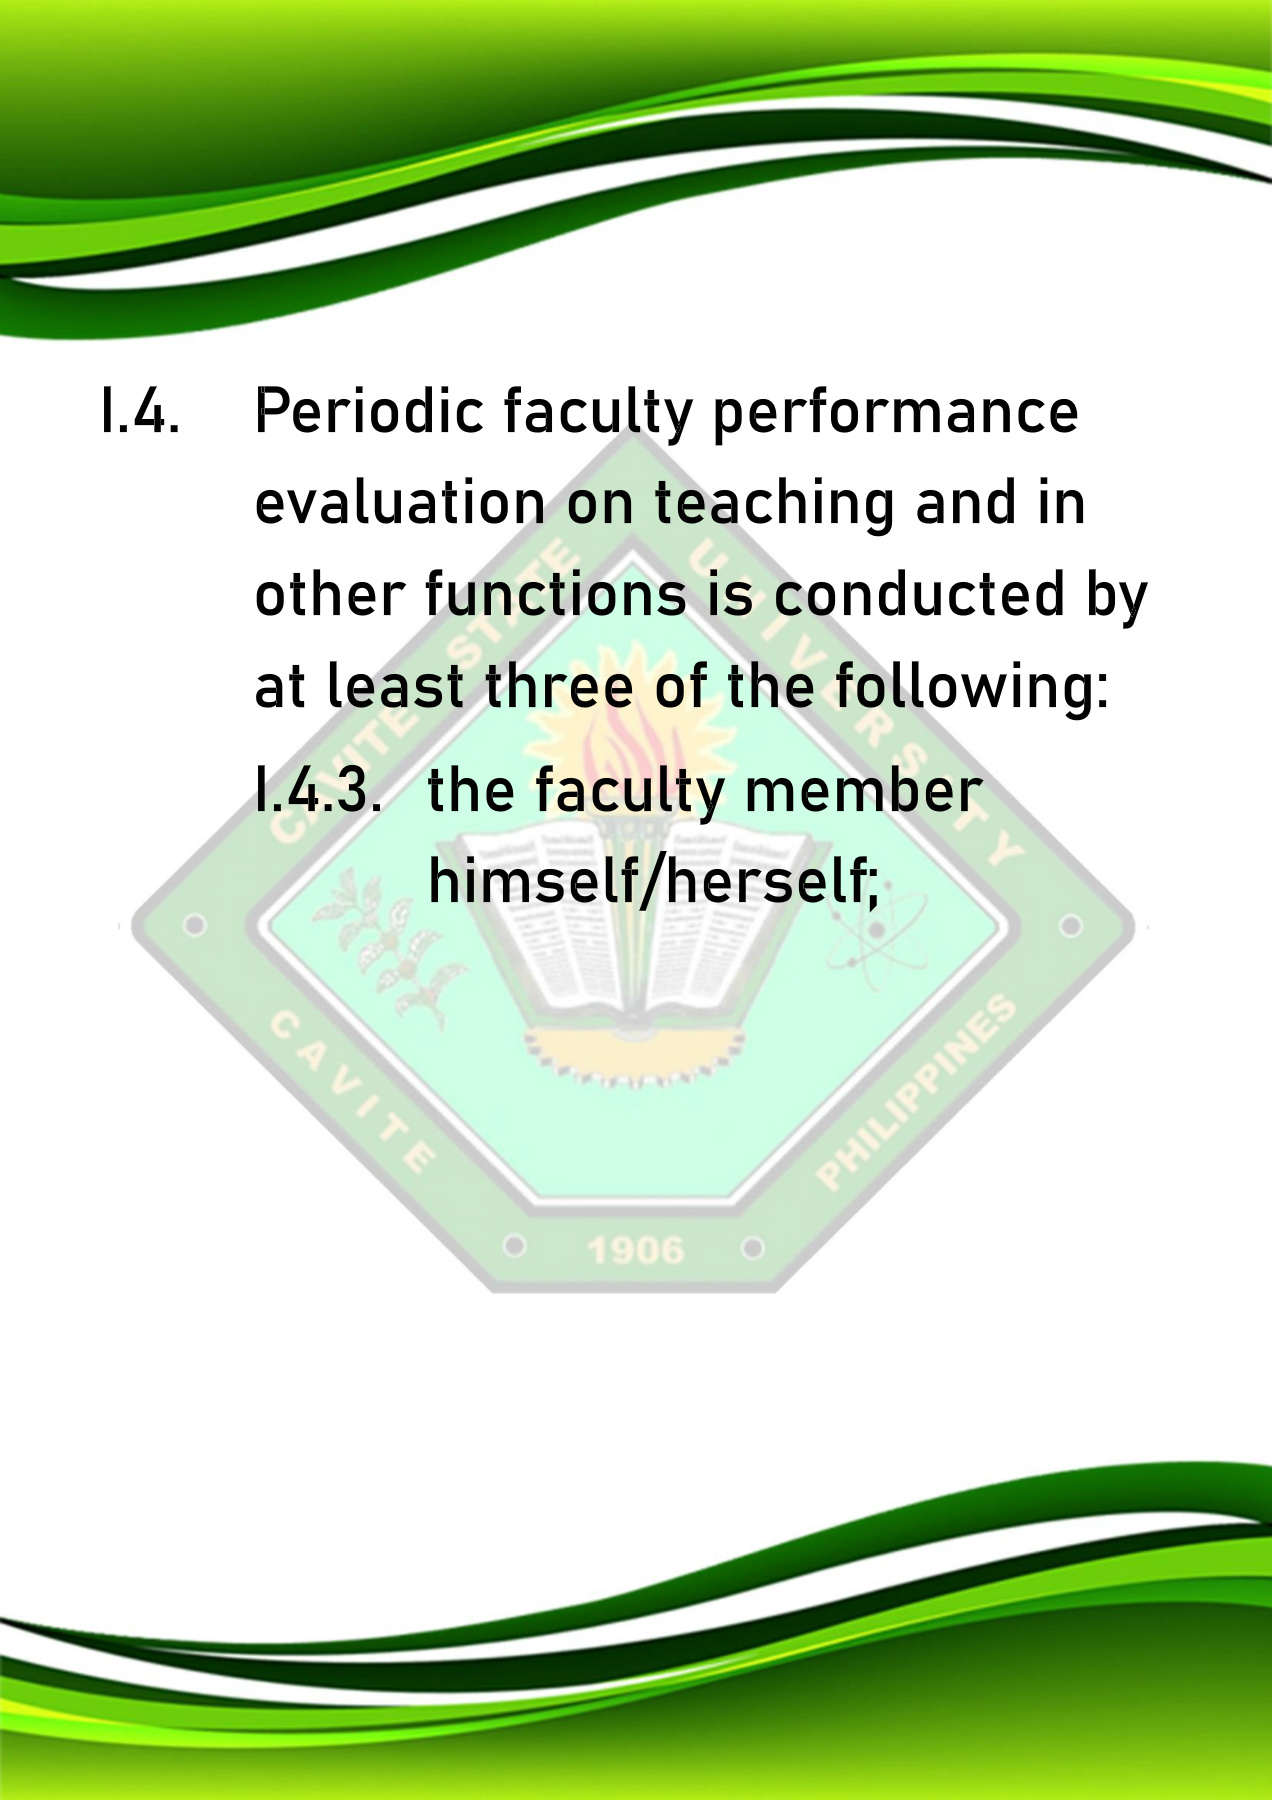 I.4. Periodic faculty performance
evaluation on teaching and in
other functions is conducted by
at least three of the following:
I.4.3. the faculty member
himself/herself;
CAVITE STATE UNIVERSITY
CAVITE
PHILIPPINES
1906